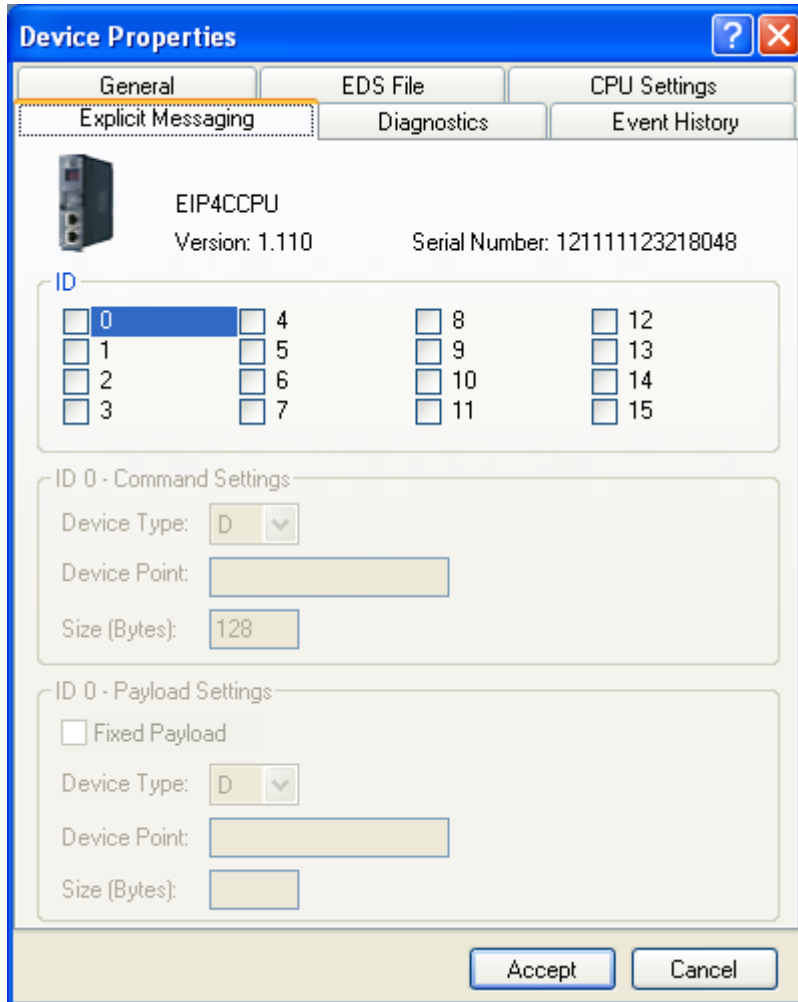 Device Properties
General EDS File CPU Settings
Explicit Messaging Diagnostics Event History
EIP4CCPU
Version: 1.110 Serial Number: 121111123218048
ID
0 4 8 12
1 5 9 13
2 6 10 14
3 7 11 15
ID 0 - Command Settings
Device Type: D
Device Point:
Size (Bytes): 128
ID 0 - Payload Settings
Fixed Payload
Device Type: D
Device Point:
Size (Bytes):
Accept Cancel